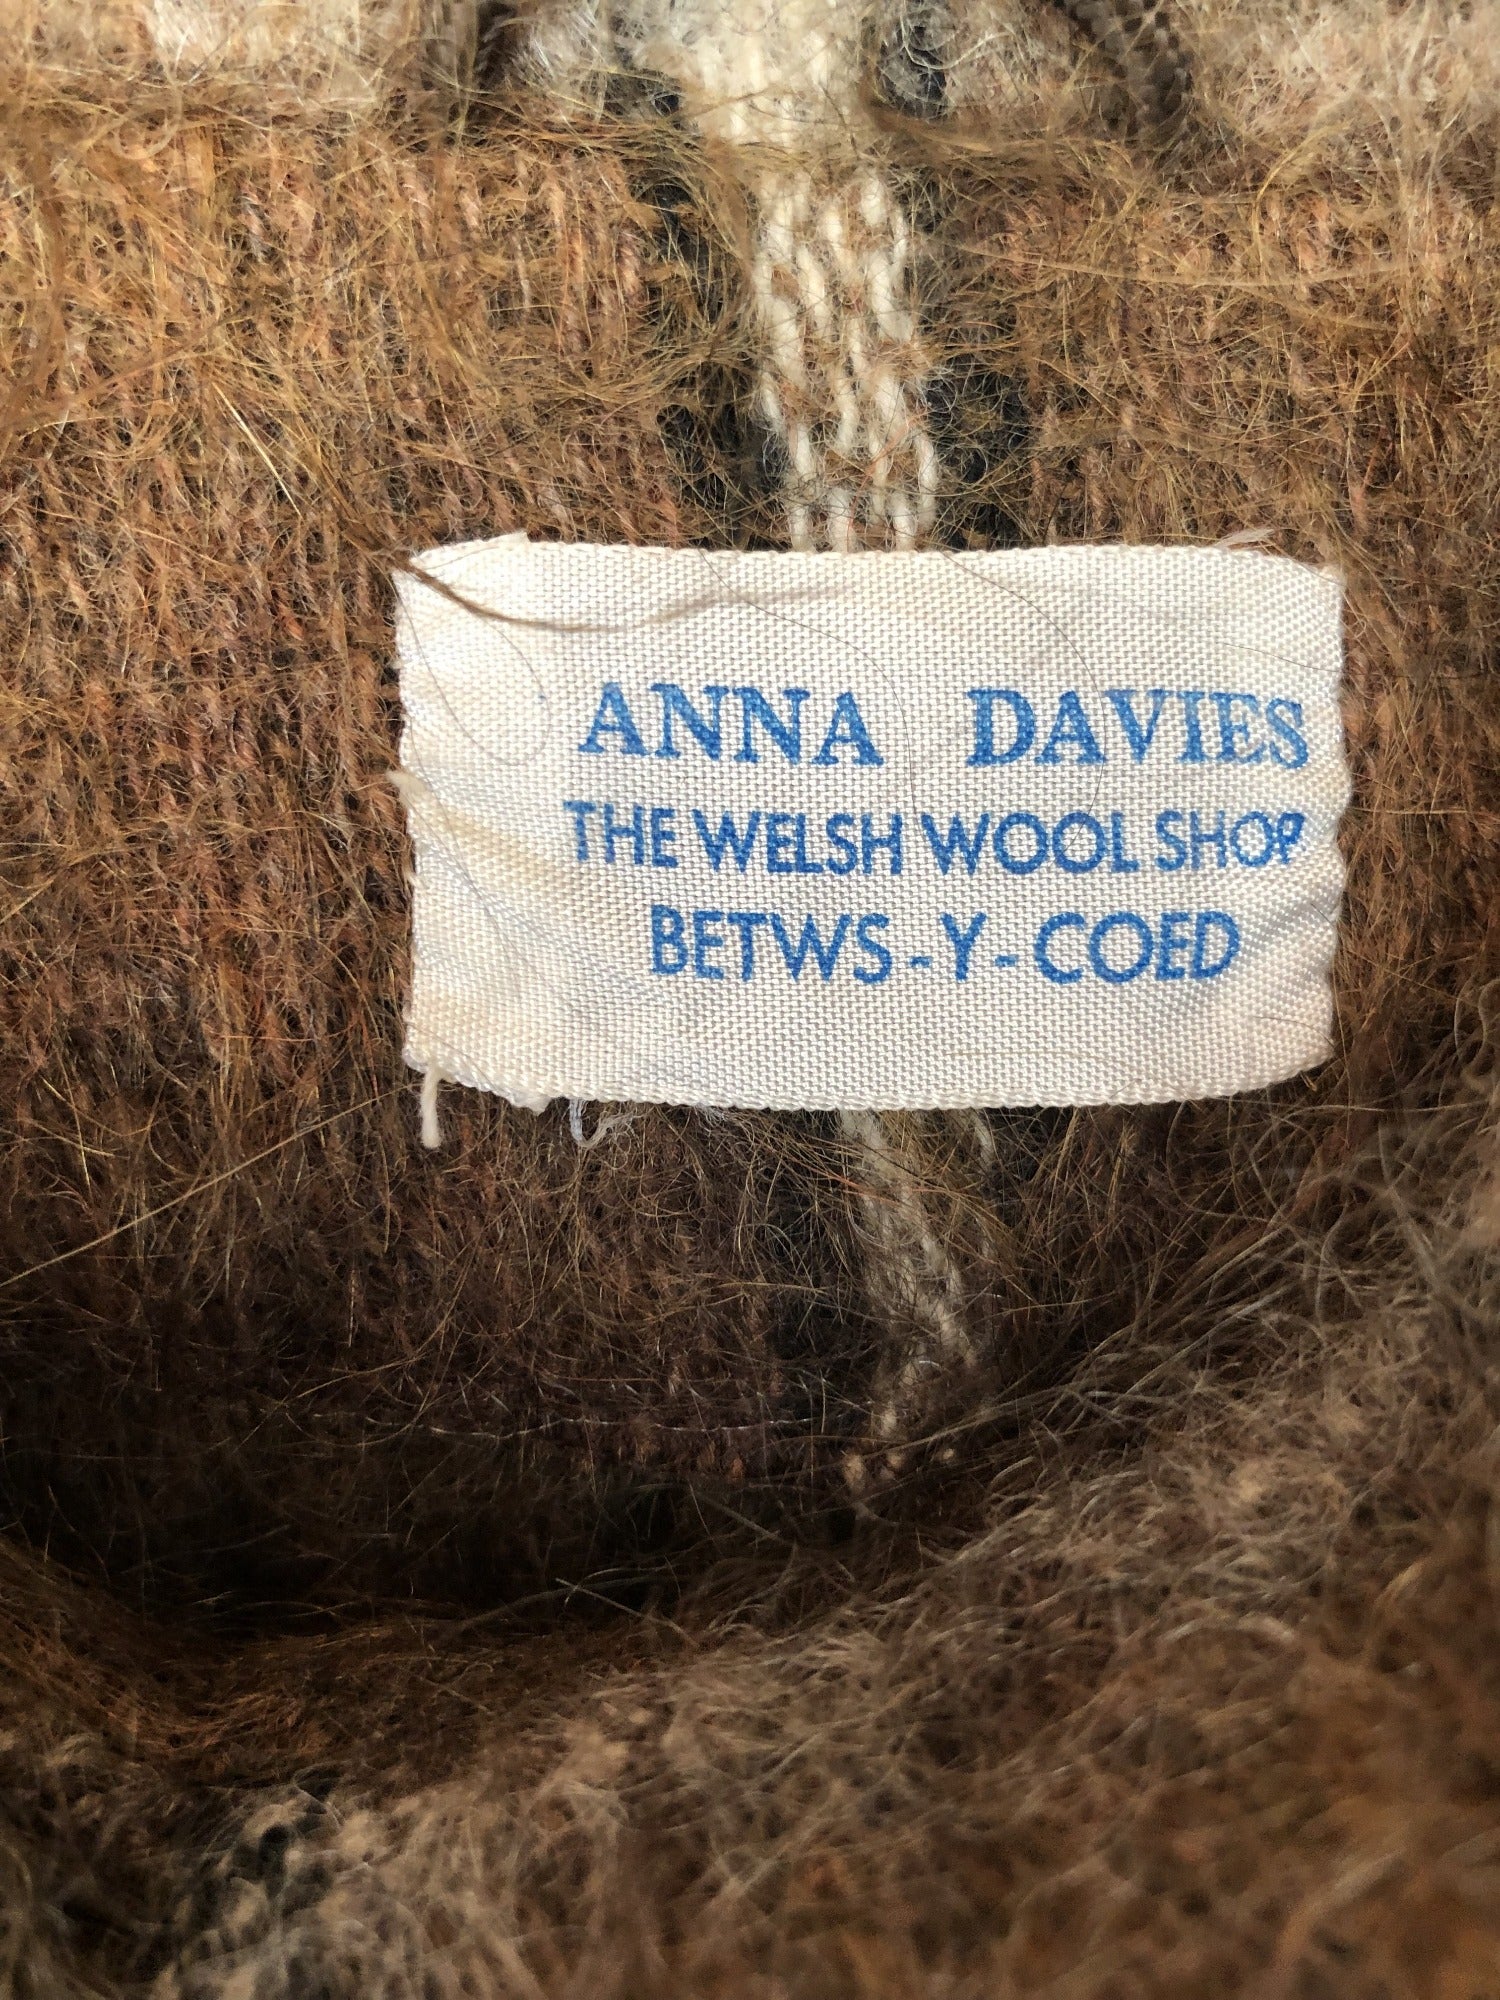 ANNA DAVIES
THE WELSH WOOL SHOP
BETWS-Y-COED